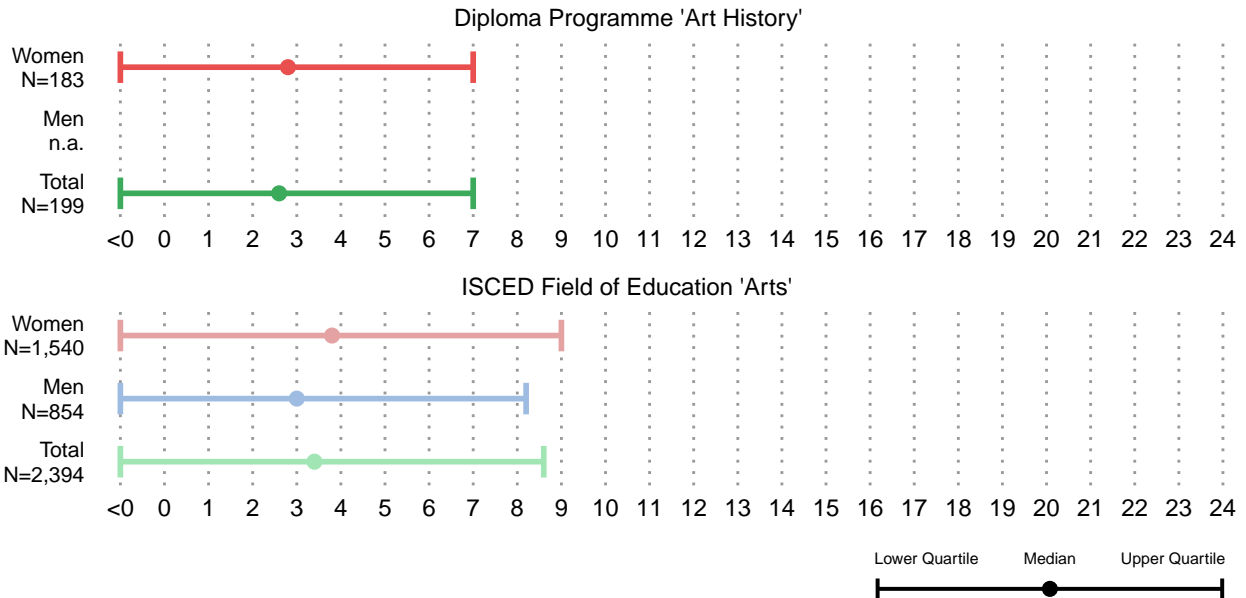 Diploma Programme 'Art History'
Women
N=183
Men
n.a.
Total
N=199
<0 0 1 2 3 4 5 6 7 8 9 10 11 12 13 14 15 16 17 18 19 20 21 22 23 24
ISCED Field of Education 'Arts'
Women
N=1,540
Men
N=854
Total
N=2,394
<0 0 1 2 3 4 5 6 7 8 9 10 11 12 13 14 15 16 17 18 19 20 21 22 23 24
Lower Quartile Median Upper Quartile